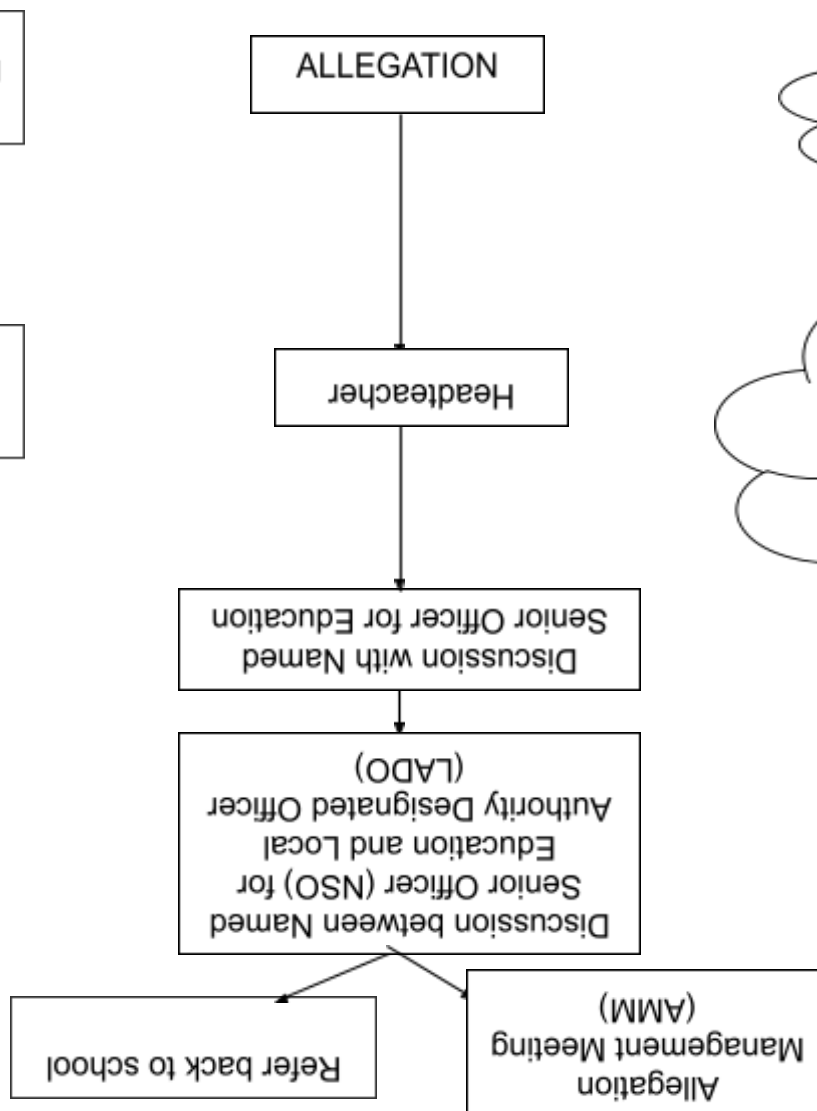 ALLEGATION
Headteacher
Discussion with Named
Senior Officer for Education
Discussion between Named
Senior Officer (NSO) for
Education and Local
Authority Designated Officer
(LADO)
Refer back to school
Allegation
Management Meeting
(AMM)